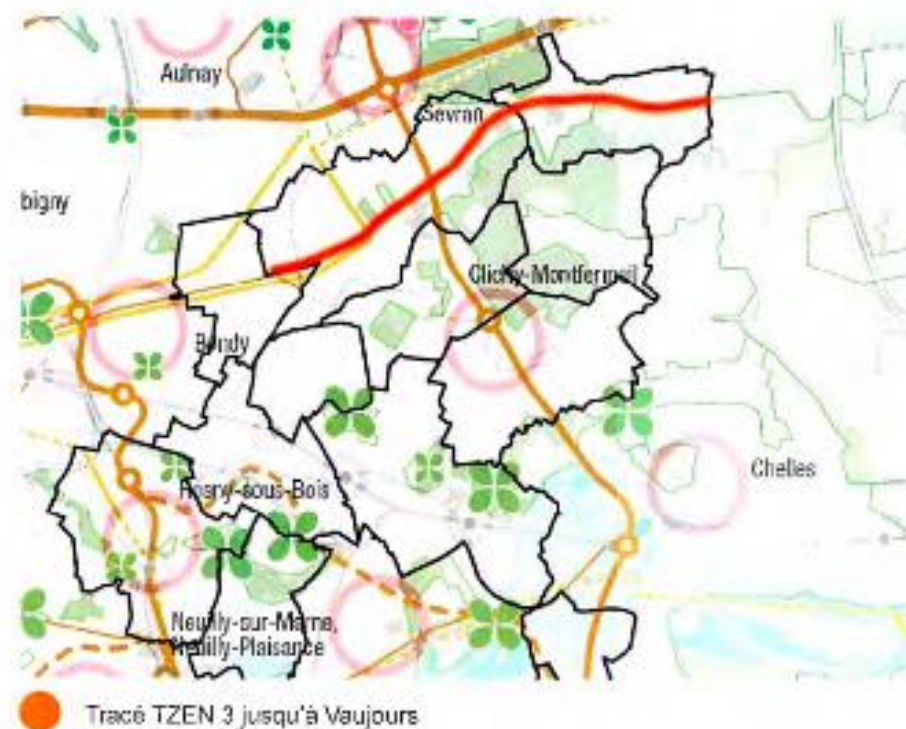 Aulnay
Sevran
bigny
Clichy-Montfermeil
Bondy
Chelles
Rosny-sous-Bois
Neuilly-sur-Marne,
Neuilly-Plaisance
Tracé TZEN 3 jusqu'à Vaujours